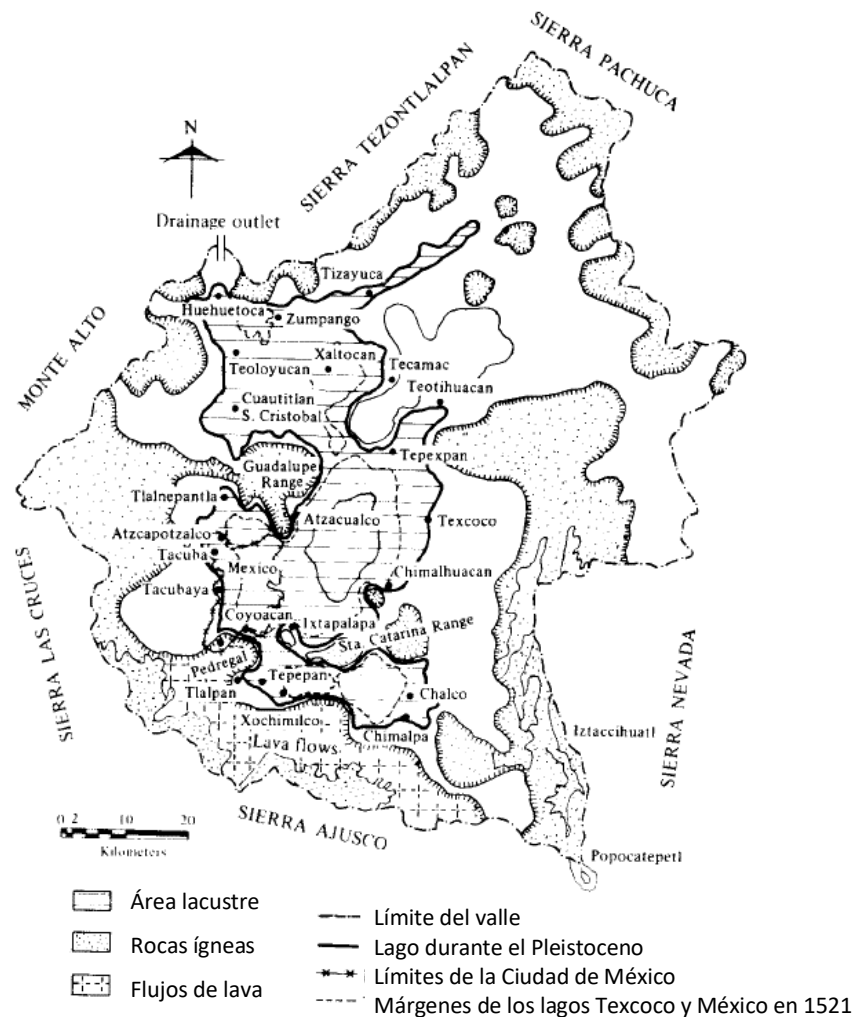 SIERRA PACHUCA
SIERRA TEZONTLALPAN
N
Drainage outlet
Tizayuca
Huehuetoca
Zumpango
MONTE ALTO
Teoloyucan
Xaltocan
Tecamac
Teotihuacan
Cuautitlan
S. Cristobal
Guadalupe
Range
Tepexpan
Tlalnepantla
Atzacualco
Texcoco
Atzcapotzalco
Tacuba
Mexico
Chimalhuacan
Tacubaya
SIERRA LAS CRUCES
Coyoacan
Ixtapalapa
Sta. Catarina Range
Pedregal
Tepepan
Tlalpan
Chalco
Xochimilco
Chimalpa
Lava flows
Iztaccihuatl
SIERRA NEVADA
SIERRA AJUSCO
0 2 10 20
Kilometers
Popocatepetl
Área lacustre
Rocas ígneas
Flujos de lava
Límite del valle
Lago durante el Pleistoceno
Límites de la Ciudad de México
Márgenes de los lagos Texcoco y México en 1521